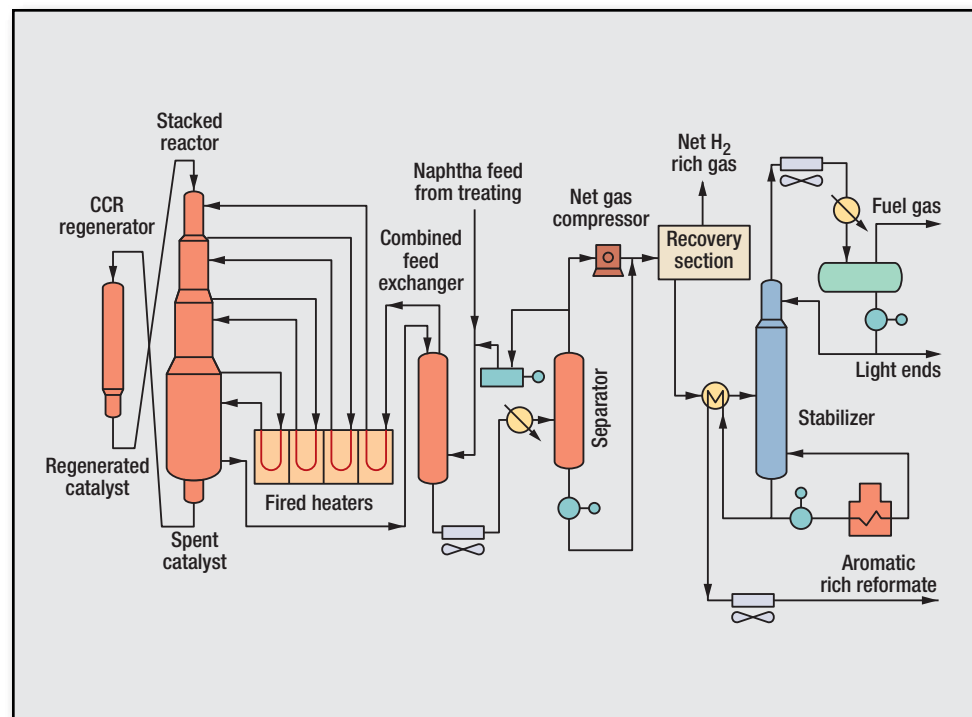 Stacked
reactor
CCR
regenerator
Naphtha feed
from treating
Combined
feed
exchanger
Net gas
compressor
Net H2
rich gas
Recovery
section
Fuel gas
Light ends
Separator
Stabilizer
Regenerated
catalyst
Fired heaters
Spent
catalyst
Aromatic
rich reformate